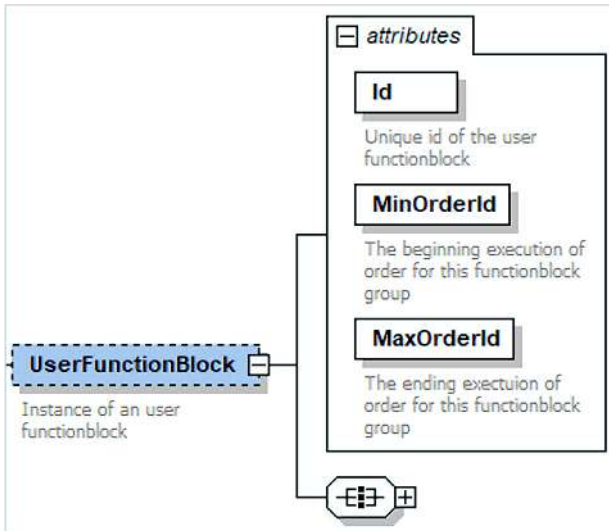 attributes
Id
Unique id of the user
functionblock
MinOrderId
The beginning execution of
order for this functionblock
group
MaxOrderId
The ending exectuion of
order for this functionblock
group
UserFunctionBlock
Instance of an user
functionblock